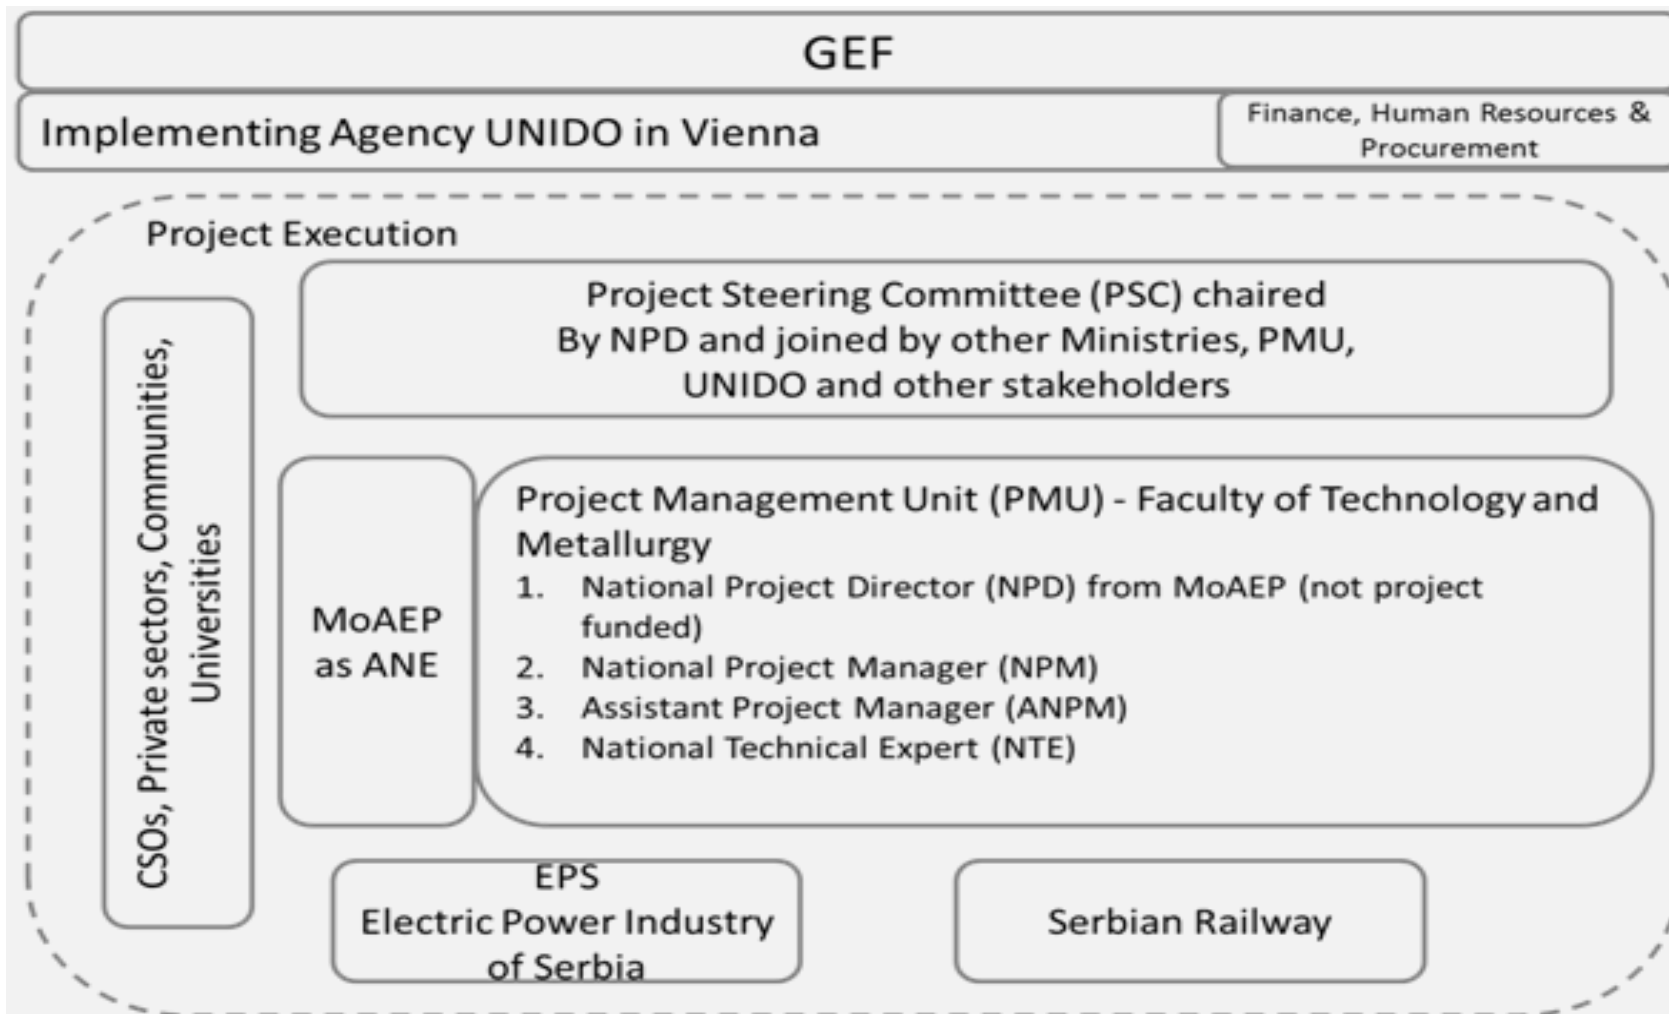 GEF
Implementing Agency UNIDO in Vienna
Finance, Human Resources &
Procurement
Project Execution
Project Steering Committee (PSC) chaired
By NPD and joined by other Ministries, PMU,
UNIDO and other stakeholders
CSOs, Private sectors, Communities,
Universities
MoAEP
as ANE
Project Management Unit (PMU) - Faculty of Technology and
Metallurgy
1. National Project Director (NPD) from MoAEP (not project
funded)
2. National Project Manager (NPM)
3. Assistant Project Manager (ANPM)
4. National Technical Expert (NTE)
EPS
Electric Power Industry
of Serbia
Serbian Railway